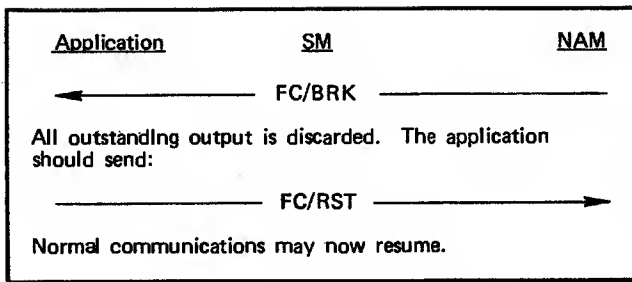 Application SM NAM
FC/BRK
All outstanding output is discarded. The application
should send:
FC/RST
Normal communications may now resume.